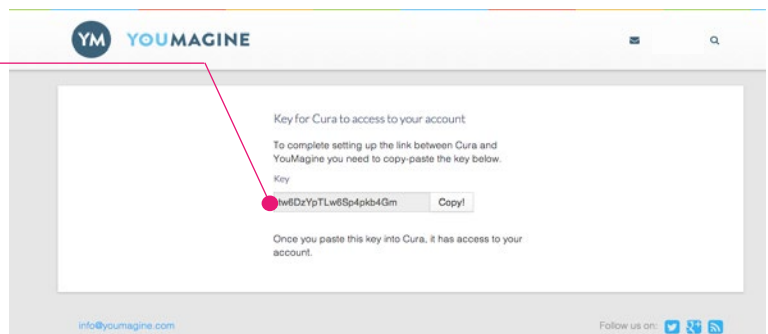 YM YOUMAGINE
Key for Cura to access to your account
To complete setting up the link between Cura and
YouMagine you need to copy-paste the key below.
Key
Copy!
Once you paste this key into Cura, it has access to your
account.
info@youmagine.com
Follow us on: